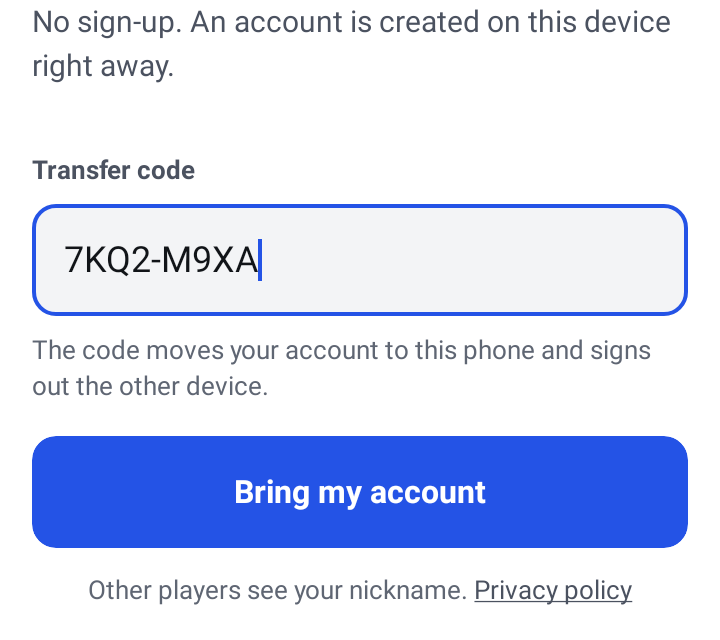 No sign-up. An account is created on this device
right away.
Transfer code
7KQ2-M9XA
The code moves your account to this phone and signs
out the other device.
Bring my account
Other players see your nickname. Privacy policy